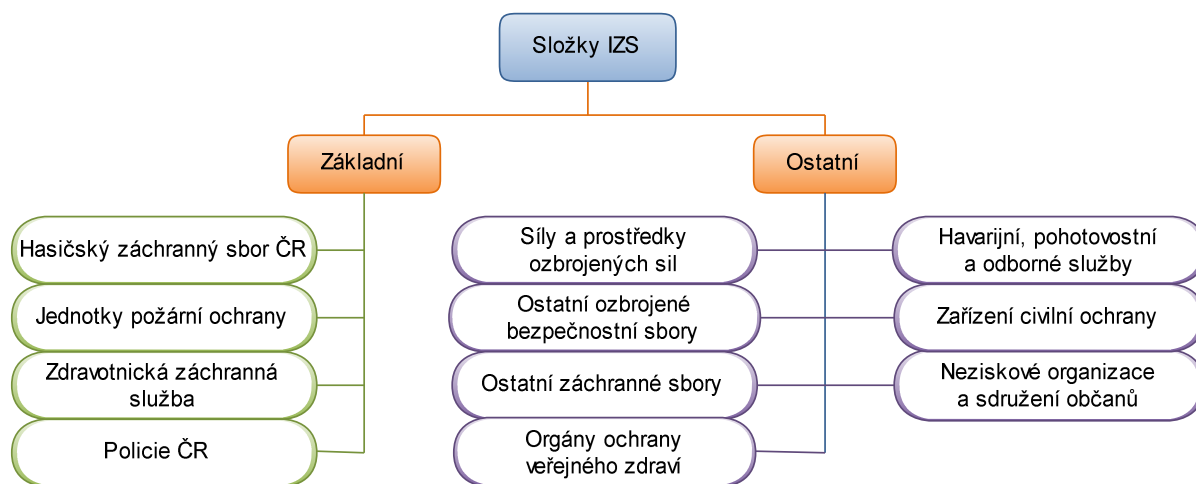 Složky IZS
Základní
Ostatní
Hasičský záchranný sbor ČR
Jednotky požární ochrany
Zdravotnická záchranná
služba
Policie ČR
Síly a prostředky
ozbrojených sil
Ostatní ozbrojené
bezpečnostní sbory
Ostatní záchranné sbory
Orgány ochrany
veřejného zdraví
Havarijní, pohotovostní
a odborné služby
Zařízení civilní ochrany
Neziskové organizace
a sdružení občanů